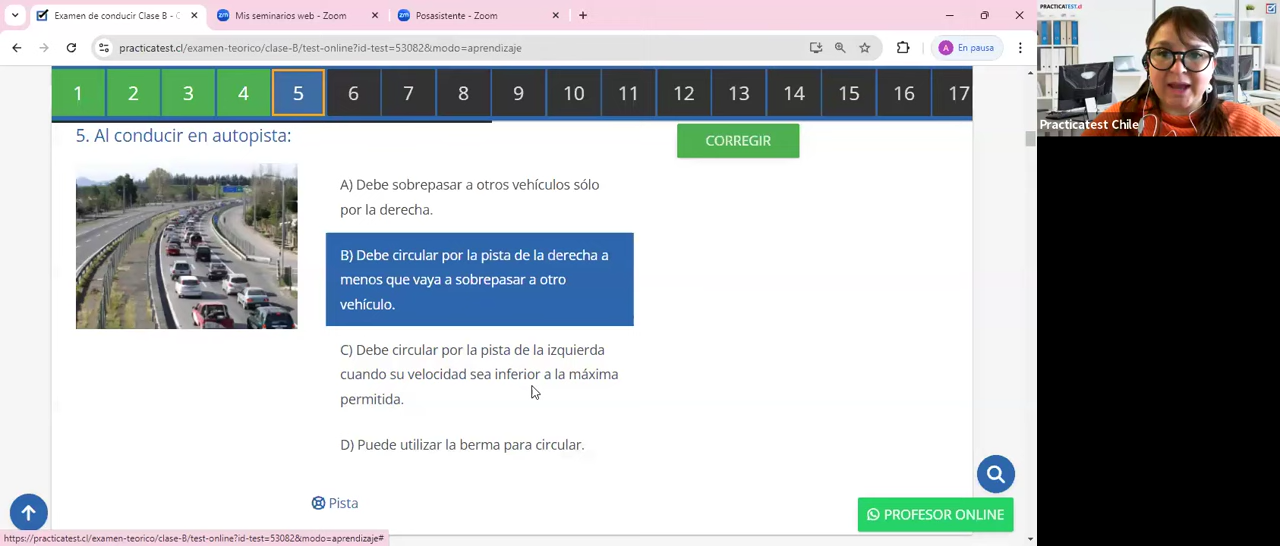 Examen de conducir Clase B - C
Mis seminarios web - Zoom
Posasistente - Zoom
practicatest.cl/examen-teorico/clase-B/test-online?id-test=53082&modo=aprendizaje
En pausa
PRACTICATEST.cl
Practicatest Chile
1 2 3 4 5 6 7 8 9 10 11 12 13 14 15 16 17
5. Al conducir en autopista:
CORREGIR
A) Debe sobrepasar a otros vehículos sólo
por la derecha.
B) Debe circular por la pista de la derecha a
menos que vaya a sobrepasar a otro
vehículo.
C) Debe circular por la pista de la izquierda
cuando su velocidad sea inferior a la máxima
permitida.
D) Puede utilizar la berma para circular.
Pista
PROFESOR ONLINE
https://practicatest.cl/examen-teorico/clase-B/test-online?id-test=53082&modo=aprendizaje#